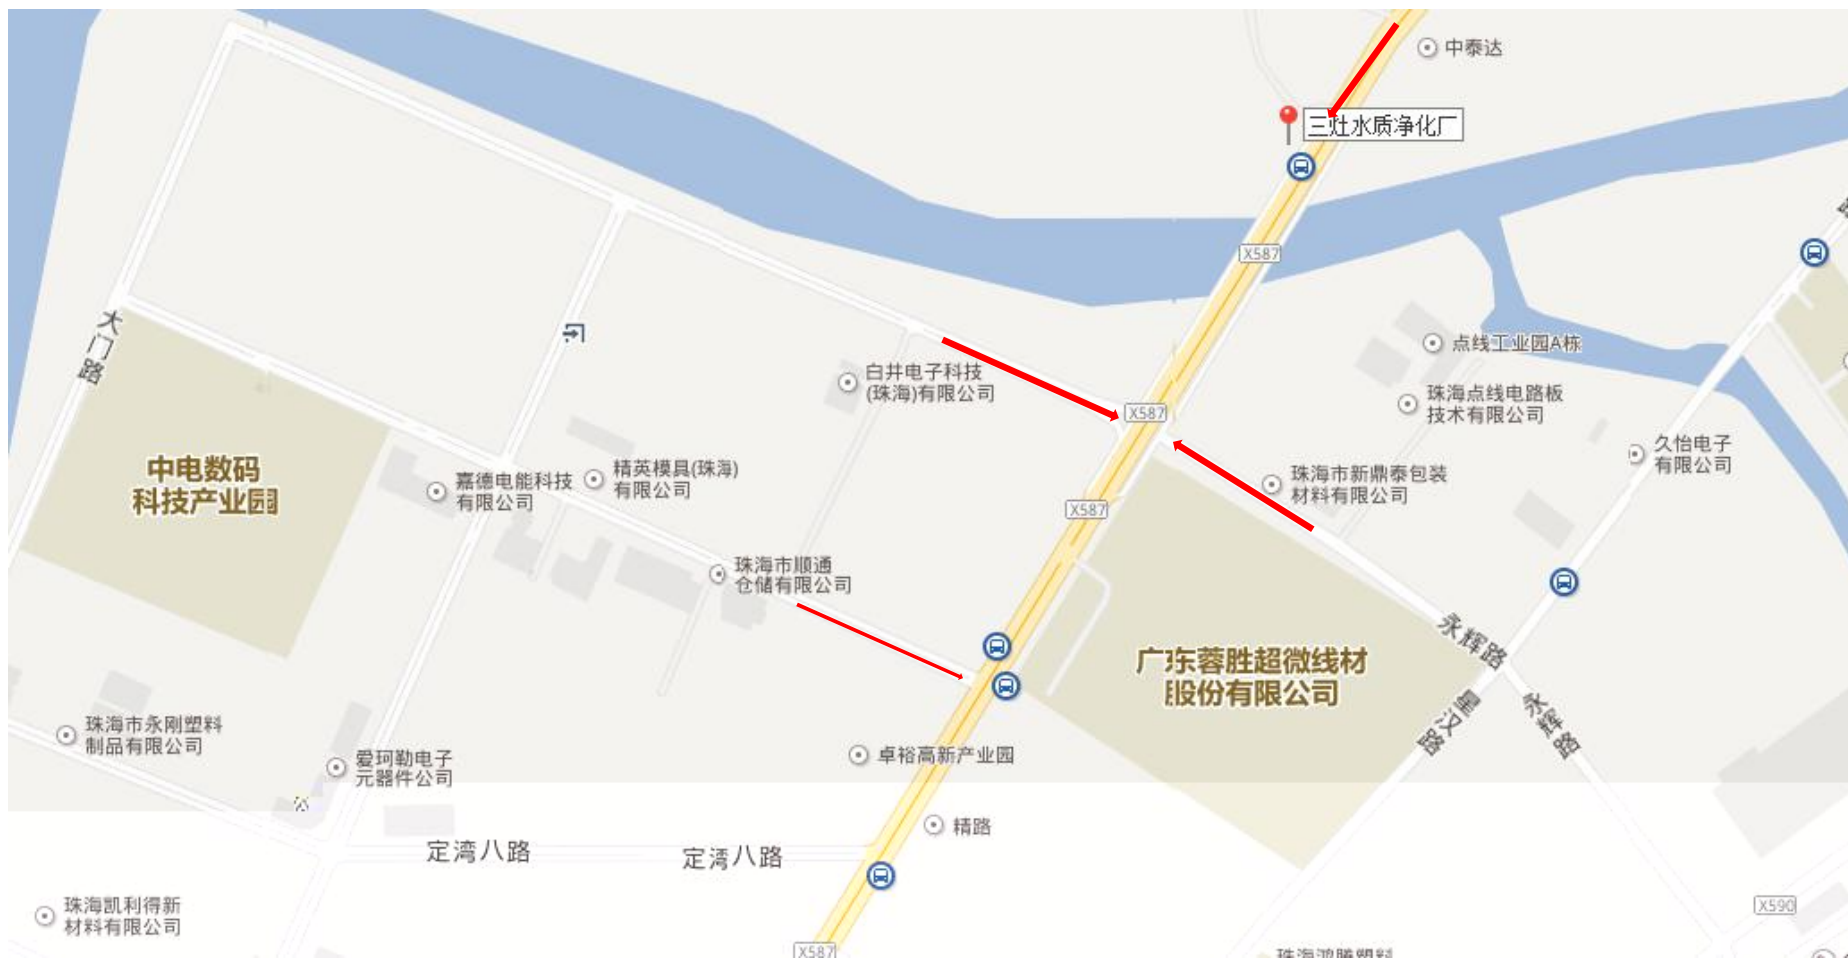 中泰达
三灶水质净化厂
X587
大门路
点线工业园A栋
白井电子科技
(珠海)有限公司
珠海点线电路板
技术有限公司
X587
久怡电子
有限公司
中电数码
科技产业园
嘉德电能科技
有限公司
精英模具(珠海)
有限公司
珠海市新鼎泰包装
材料有限公司
X587
珠海市顺通
仓储有限公司
永辉路
广东蓉胜超微线材
股份有限公司
星汉路
永辉路
珠海市永刚塑料
制品有限公司
爱珂勒电子
元器件公司
卓裕高新产业园
精路
定湾八路
定湾八路
珠海凯利得新
材料有限公司
X590
X587
珠海鸿腾塑料